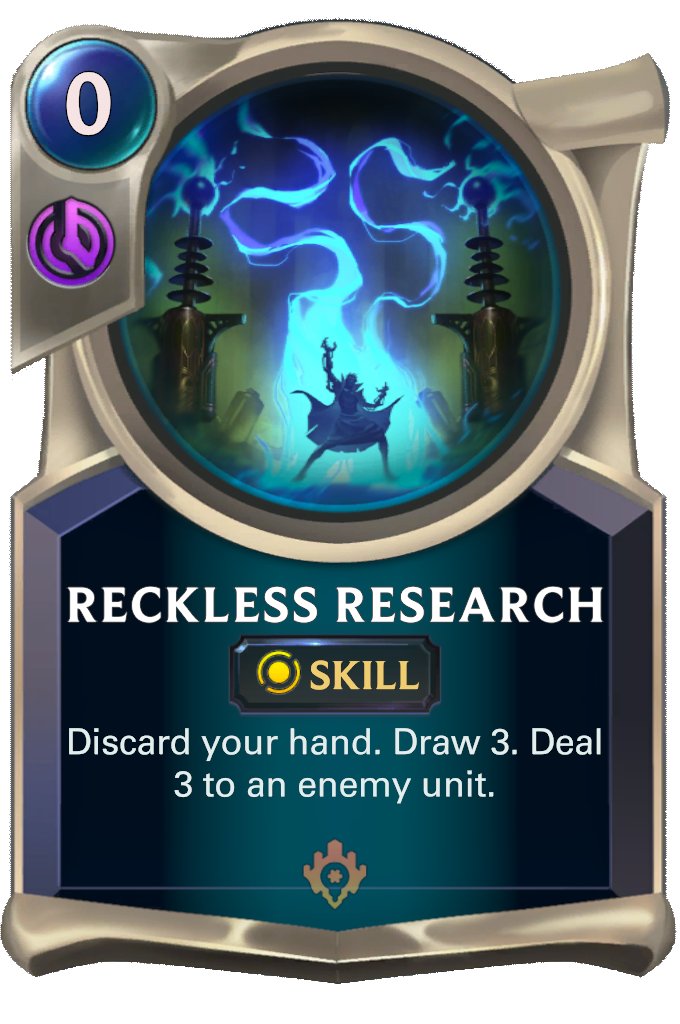 0
RECKLESS RESEARCH
SKILL
Discard your hand. Draw 3. Deal
3 to an enemy unit.